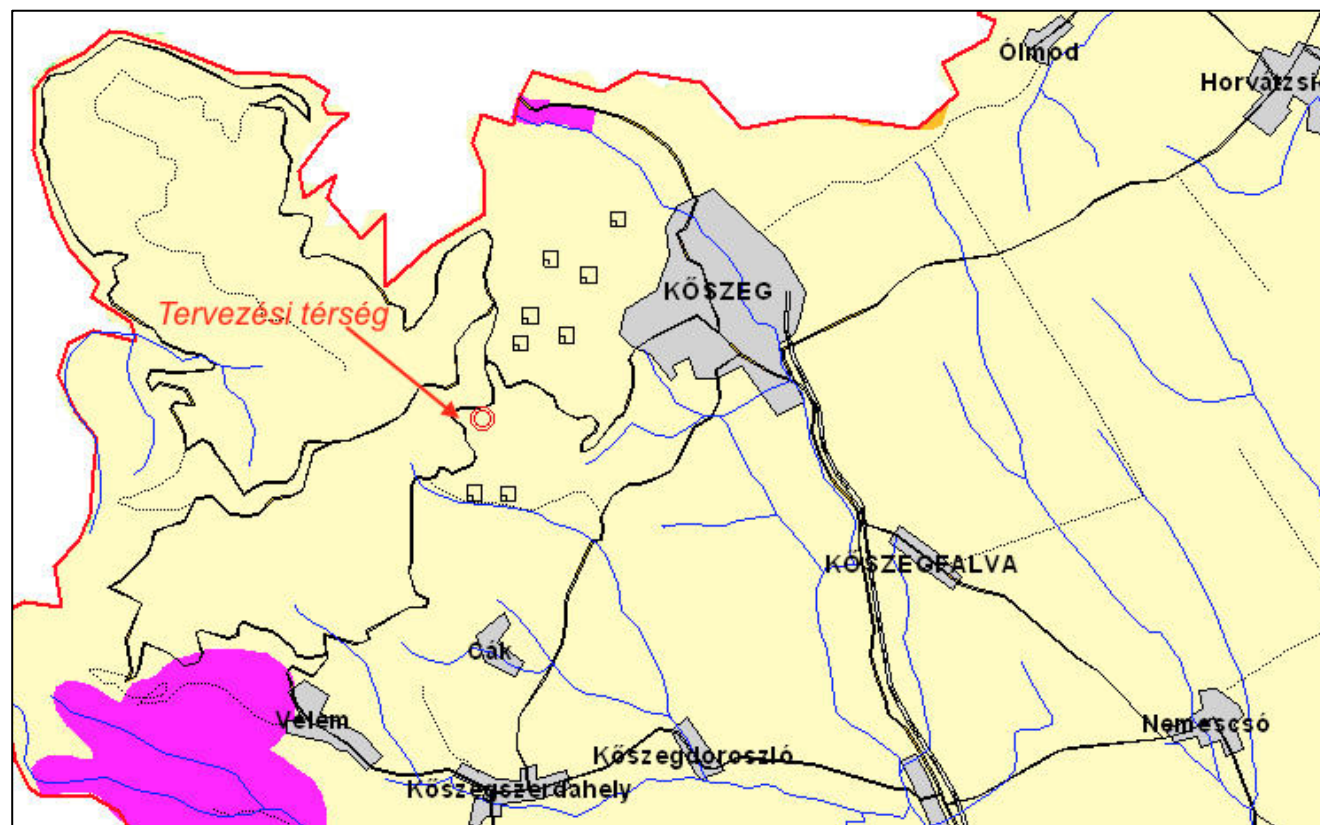 Ólmod
Horvátzsi
KŐSZEG
Tervezési térség
KŐSZEGFALVA
Cák
Velem
Nemescsó
Kőszegdoroszló
Kőszegszerdahely